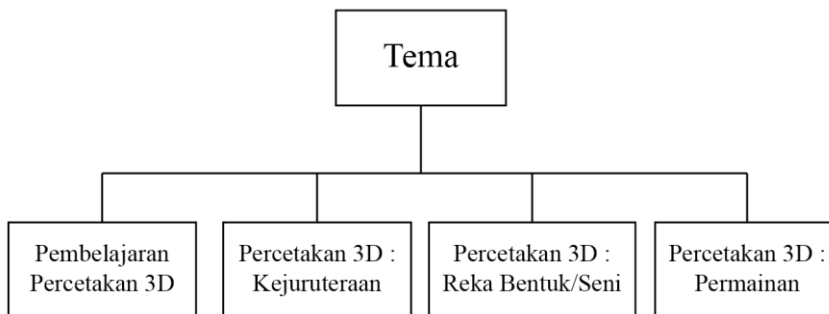 Tema
Pembelajaran
Percetakan 3D
Percetakan 3D :
Kejuruteraan
Percetakan 3D :
Reka Bentuk/Seni
Percetakan 3D :
Permainan